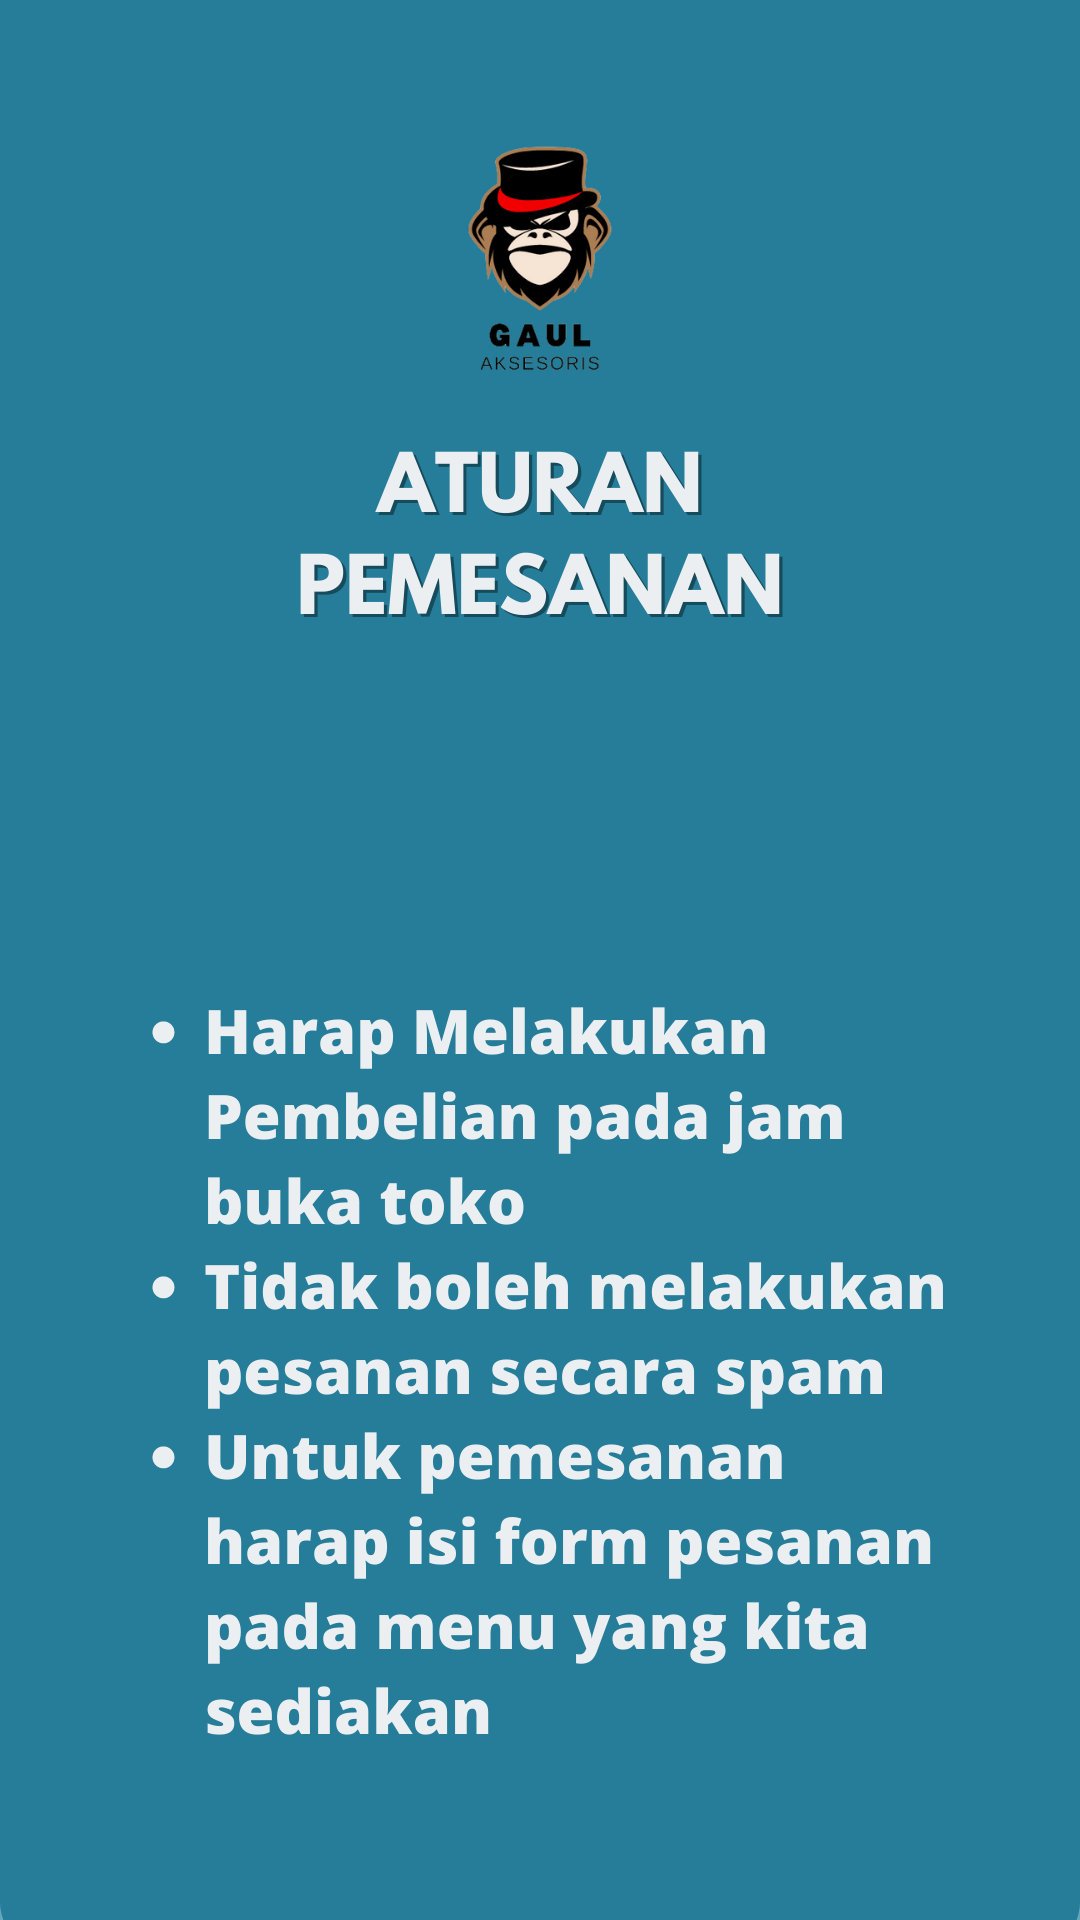 GAUL
AKSESORIS
ATURAN
PEMESANAN
• Harap Melakukan
Pembelian pada jam
buka toko
• Tidak boleh melakukan
pesanan secara spam
• Untuk pemesanan
harap isi form pesanan
pada menu yang kita
sediakan